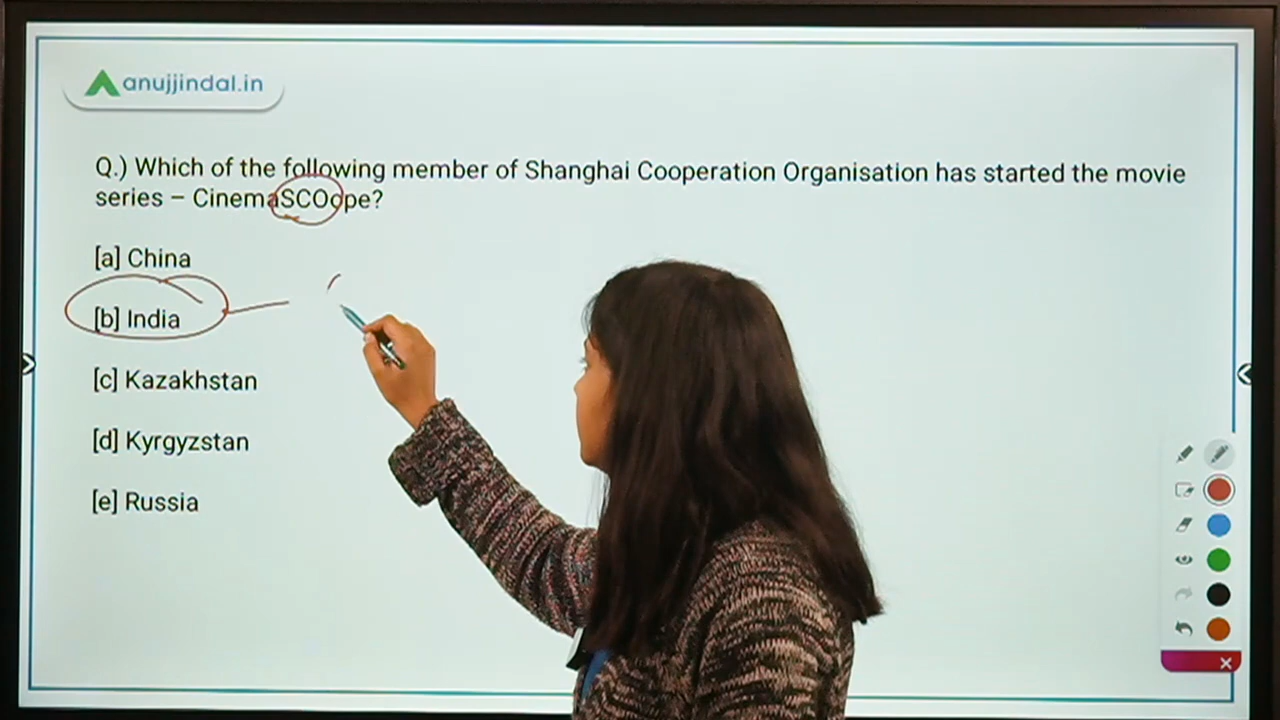 anujjindal.in
Q.) Which of the following member of Shanghai Cooperation Organisation has started the movie
series – CinemaSCOope?
[a] China
[b] India
[c] Kazakhstan
[d] Kyrgyzstan
[e] Russia